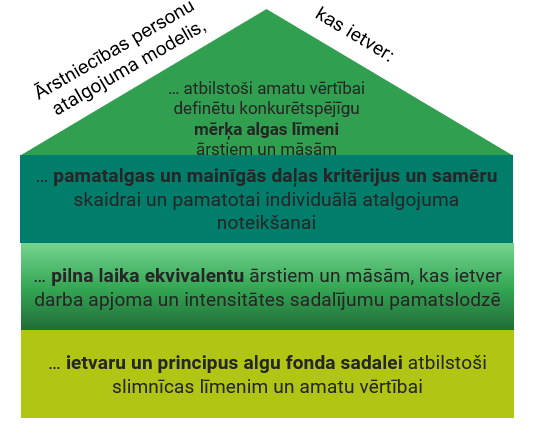 Ārstniecības personu
atalgojuma modelis,
kas ietver:
... atbilstoši amatu vērtībai
definētu konkurētspējīgu
mērķa algas līmeni
ārstiem un māsām
... pamatalgas un mainīgās daļas kritērijus un samēru
skaidrai un pamatotai individuālā atalgojuma
noteikšanai
... pilna laika ekvivalentu ārstiem un māsām, kas ietver
darba apjoma un intensitātes sadalījumu pamatslodzē
... ietvaru un principus algu fonda sadalei atbilstoši
slimnīcas līmenim un amatu vērtībai